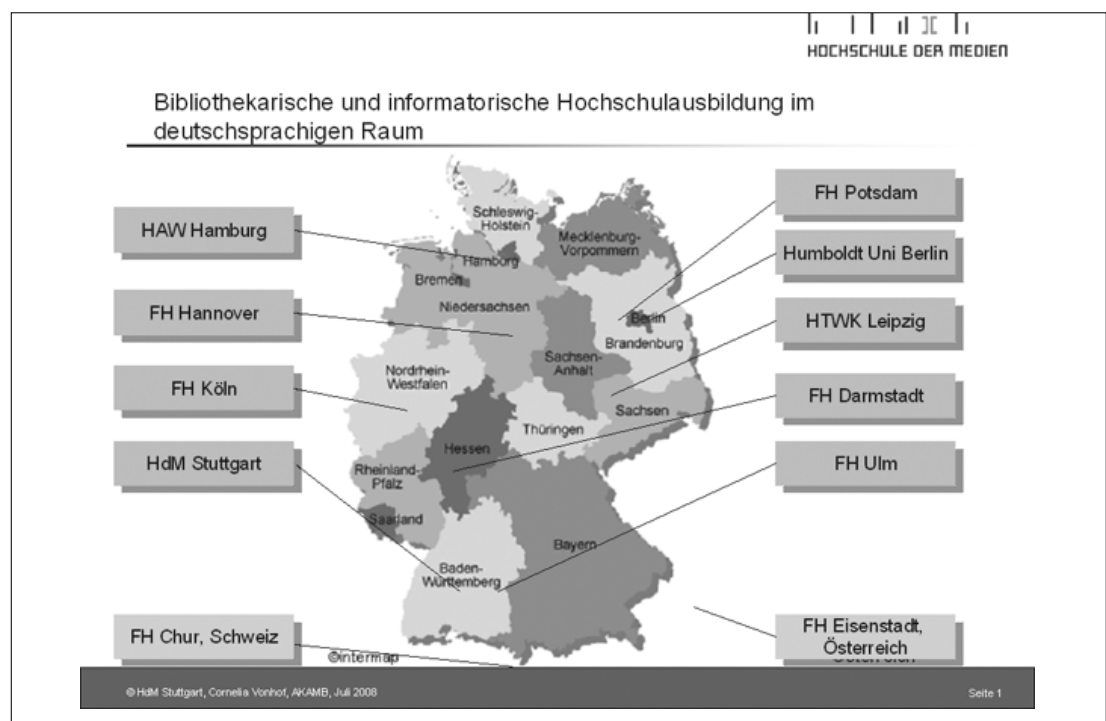 HOCHSCHULE DER MEDIEN
Bibliothekarische und informatorische Hochschulausbildung im
deutschsprachigen Raum
HAW Hamburg
FH Hannover
FH Köln
HdM Stuttgart
FH Chur, Schweiz
Schleswig-
Holstein
Mecklenburg-
Vorpommern
Hamburg
Bremen
Niedersachsen
Berlin
Brandenburg
Sachsen-
Anhalt
Nordrhein-
Westfalen
Sachsen
Thüringen
Hessen
Rheinland-
Pfalz
Saarland
Bayern
Baden-
Württemberg
©intermap
FH Potsdam
Humboldt Uni Berlin
HTWK Leipzig
FH Darmstadt
FH Ulm
FH Eisenstadt,
Österreich
© HdM Stuttgart, Cornelia Vonhof, AKAMB, Juli 2008
Seite 1